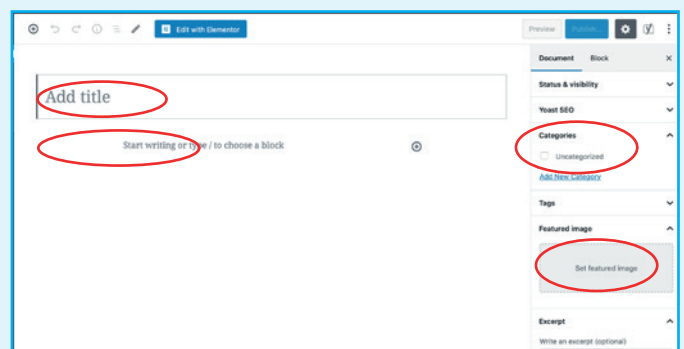 Edit with Elementor
Preview
Publish...
Document Block
Status & visibility
Yoast SEO
Categories
Uncategorized
Add New Category
Tags
Featured image
Set featured image
Excerpt
Write an excerpt (optional)
Add title
Start writing or type / to choose a block